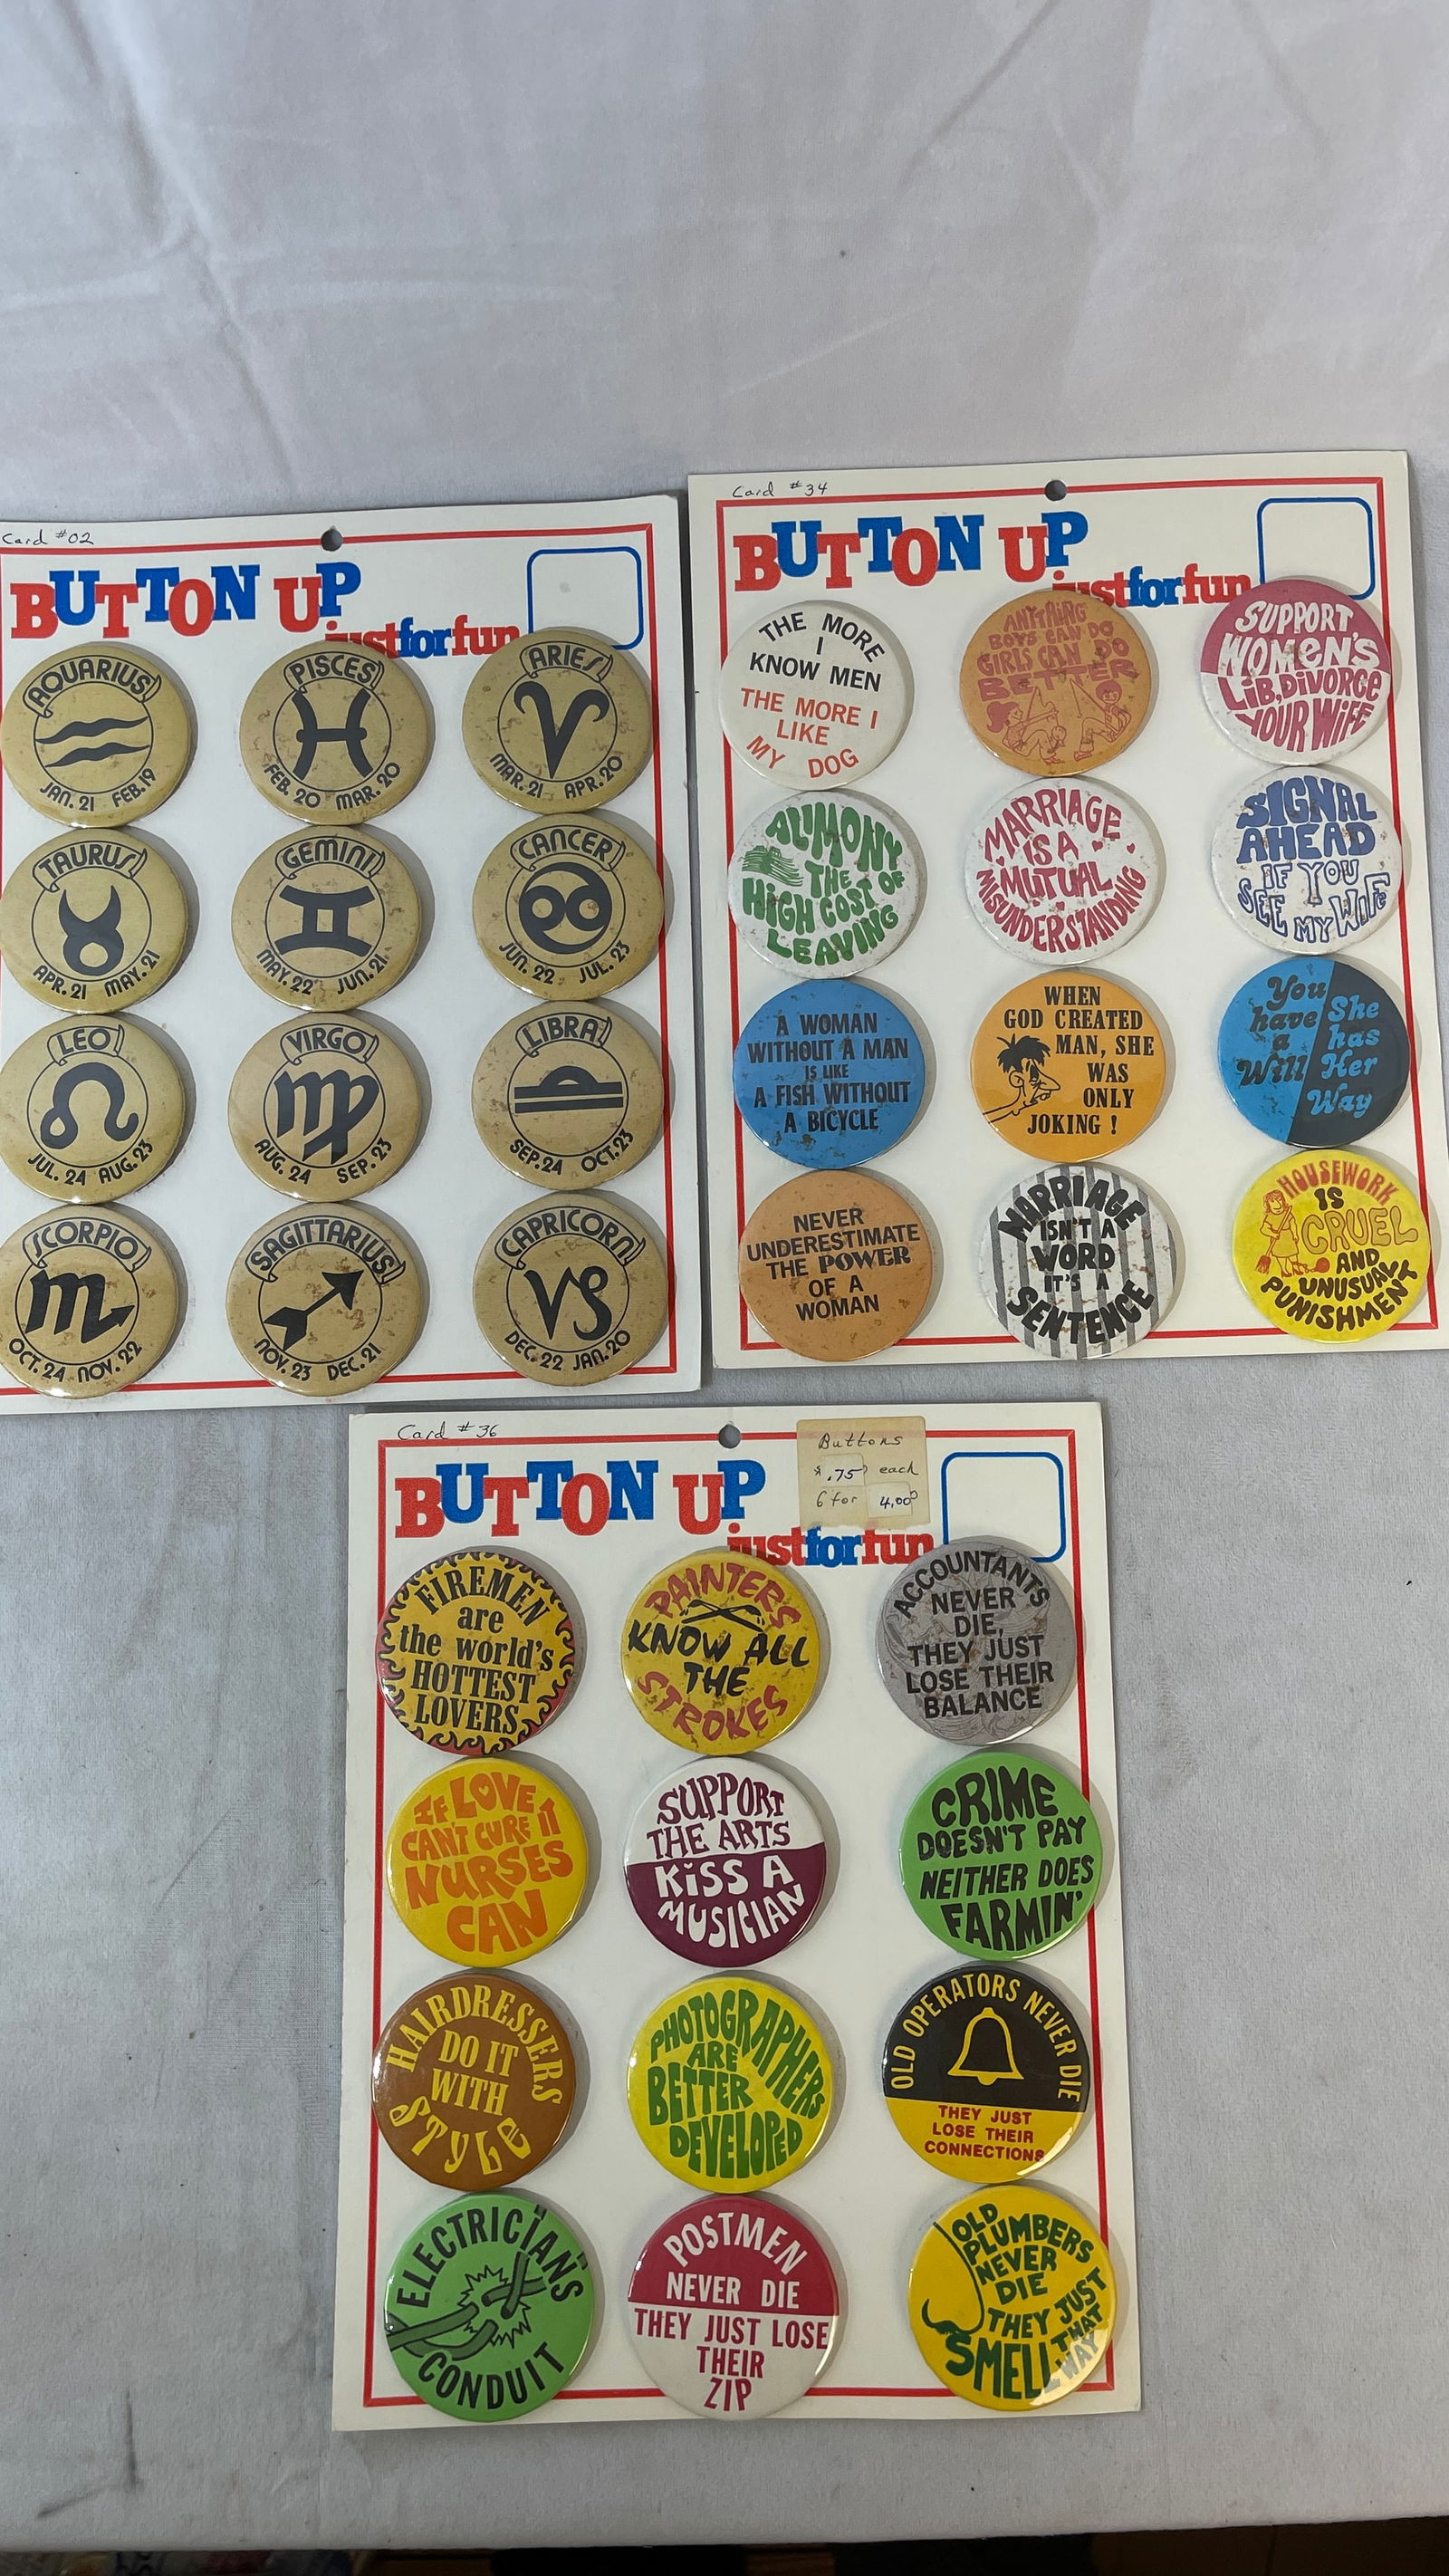 Card #02
BUTTON UP
just for fun
AQUARIUS
JAN. 21 FEB. 19
PISCES
FEB. 20 MAR. 20
ARIES
MAR. 21 APR. 20
TAURUS
APR. 21 MAY. 21
GEMINI
MAY. 22 JUN. 21
CANCER
JUN. 22 JUL. 23
LEO
JUL. 24 AUG. 23
VIRGO
AUG. 24 SEP. 23
LIBRA
SEP. 24 OCT. 23
SCORPIO
OCT. 24 NOV. 22
SAGITTARIUS
NOV. 23 DEC. 21
CAPRICORN
DEC. 22 JAN. 20
Card #34
BUTTON UP
just for fun
THE MORE
I
KNOW MEN
THE MORE I
LIKE
MY DOG
ANYTHING
BOYS CAN DO
GIRLS CAN DO
BETTER
SUPPORT
WOMEN'S
LIB, DIVORCE
YOUR WIFE
ALIMONY
THE
HIGH COST OF
LEAVING
MARRIAGE
IS A
MUTUAL
MISUNDERSTANDING
SIGNAL
AHEAD
IF YOU
SEE MY WIFE
A WOMAN
WITHOUT A MAN
IS LIKE
A FISH WITHOUT
A BICYCLE
WHEN
GOD CREATED
MAN, SHE
WAS
ONLY
JOKING !
You
have
a
Will
She
has
Her
Way
NEVER
UNDERESTIMATE
THE POWER
OF A
WOMAN
MARRIAGE
ISN'T A
WORD
IT'S A
SENTENCE
HOUSEWORK
IS
CRUEL
AND
UNUSUAL
PUNISHMENT
Card #36
BUTTON UP
just for fun
Buttons
$.75 each
6 for 4.00
FIREMEN
are
the world's
HOTTEST
LOVERS
PAINTERS
KNOW ALL
THE
STROKES
ACCOUNTANTS
NEVER
DIE,
THEY JUST
LOSE THEIR
BALANCE
IF LOVE
CAN'T CURE IT
NURSES
CAN
SUPPORT
THE ARTS
KISS A
MUSICIAN
CRIME
DOESN'T PAY
NEITHER DOES
FARMIN'
HAIRDRESSERS
DO IT
WITH
STYLE
PHOTOGRAPHERS
ARE
BETTER
DEVELOPED
OLD OPERATORS NEVER DIE
THEY JUST
LOSE THEIR
CONNECTIONS
ELECTRICIANS
CONDUIT
POSTMEN
NEVER DIE
THEY JUST LOSE
THEIR
ZIP
OLD
PLUMBERS
NEVER
DIE
THEY JUST
SMELL THAT
WAY